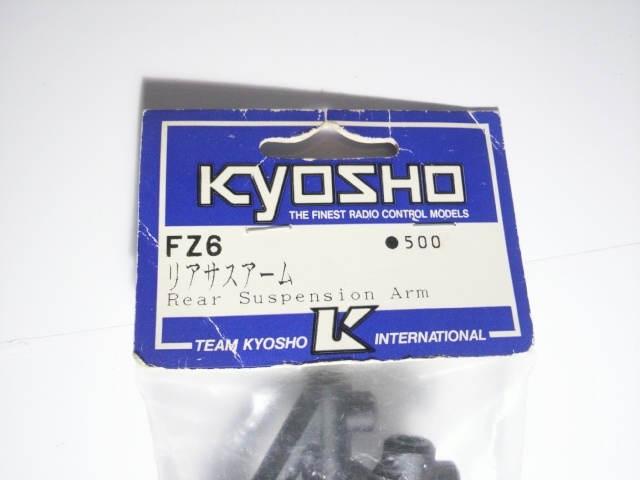 KYOSHO
THE FINEST RADIO CONTROL MODELS
FZ6 ●500
リアサスアーム
Rear Suspension Arm
TEAM KYOSHO K INTERNATIONAL